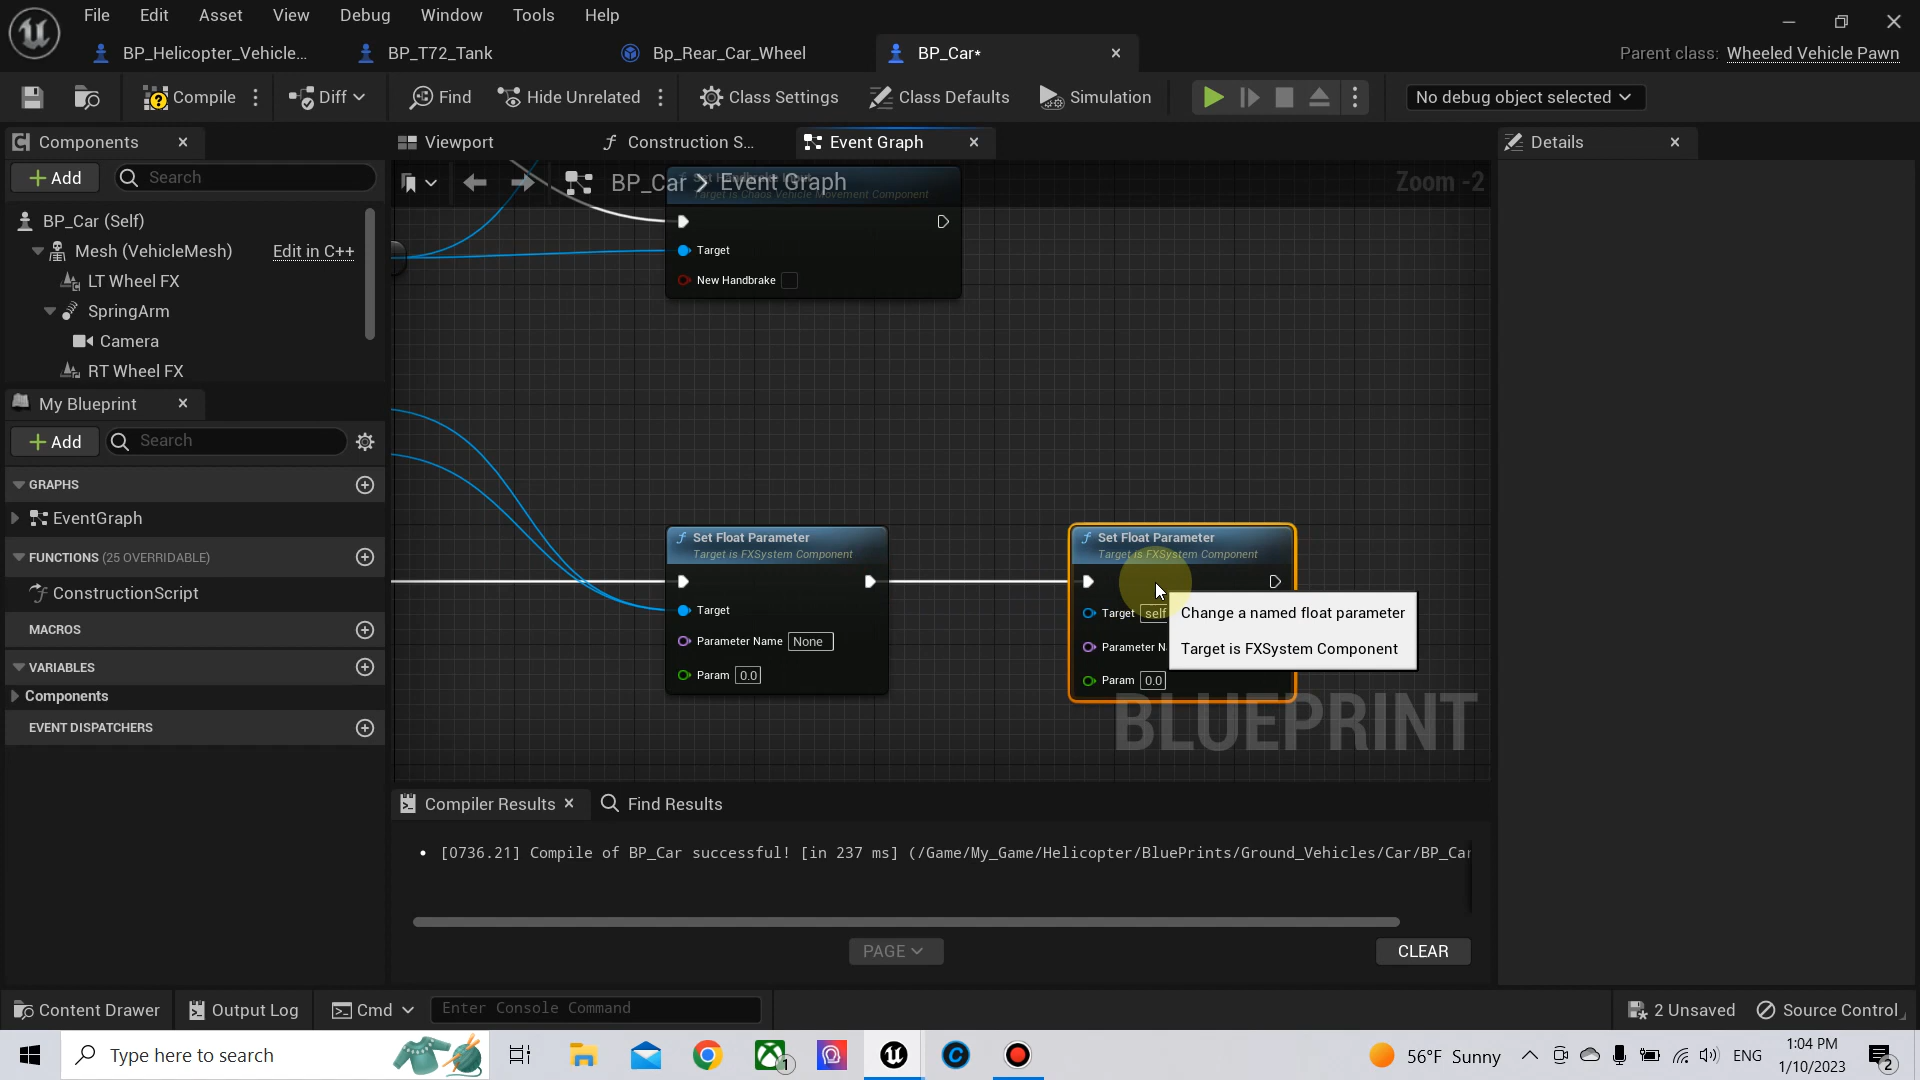 File Edit Asset View Debug Window Tools Help
BP_Helicopter_Vehicle... BP_T72_Tank Bp_Rear_Car_Wheel BP_Car* Parent class: Wheeled Vehicle Pawn
Compile Diff Find Hide Unrelated Class Settings Class Defaults Simulation No debug object selected
Components Viewport Construction S... Event Graph Details
Add Search BP_Car > Event Graph Zoom -2
Target is Chaos Vehicle Movement Component
BP_Car (Self)
Mesh (VehicleMesh) Edit in C++
Target
LT Wheel FX
New Handbrake
SpringArm
Camera
RT Wheel FX
My Blueprint
Add Search
GRAPHS
EventGraph
FUNCTIONS (25 OVERRIDABLE)
ConstructionScript
MACROS
VARIABLES
Components
EVENT DISPATCHERS
Set Float Parameter
Target is FXSystem Component
Target
Parameter Name None
Param 0.0
Set Float Parameter
Target is FXSystem Component
Target self
Parameter N
Param 0.0
Change a named float parameter
Target is FXSystem Component
BLUEPRINT
Compiler Results Find Results
• [0736.21] Compile of BP_Car successful! [in 237 ms] (/Game/My_Game/Helicopter/BluePrints/Ground_Vehicles/Car/BP_Car
PAGE CLEAR
Content Drawer Output Log Cmd Enter Console Command 2 Unsaved Source Control
Type here to search 1 56°F Sunny ENG 1:04 PM
1/10/2023 2